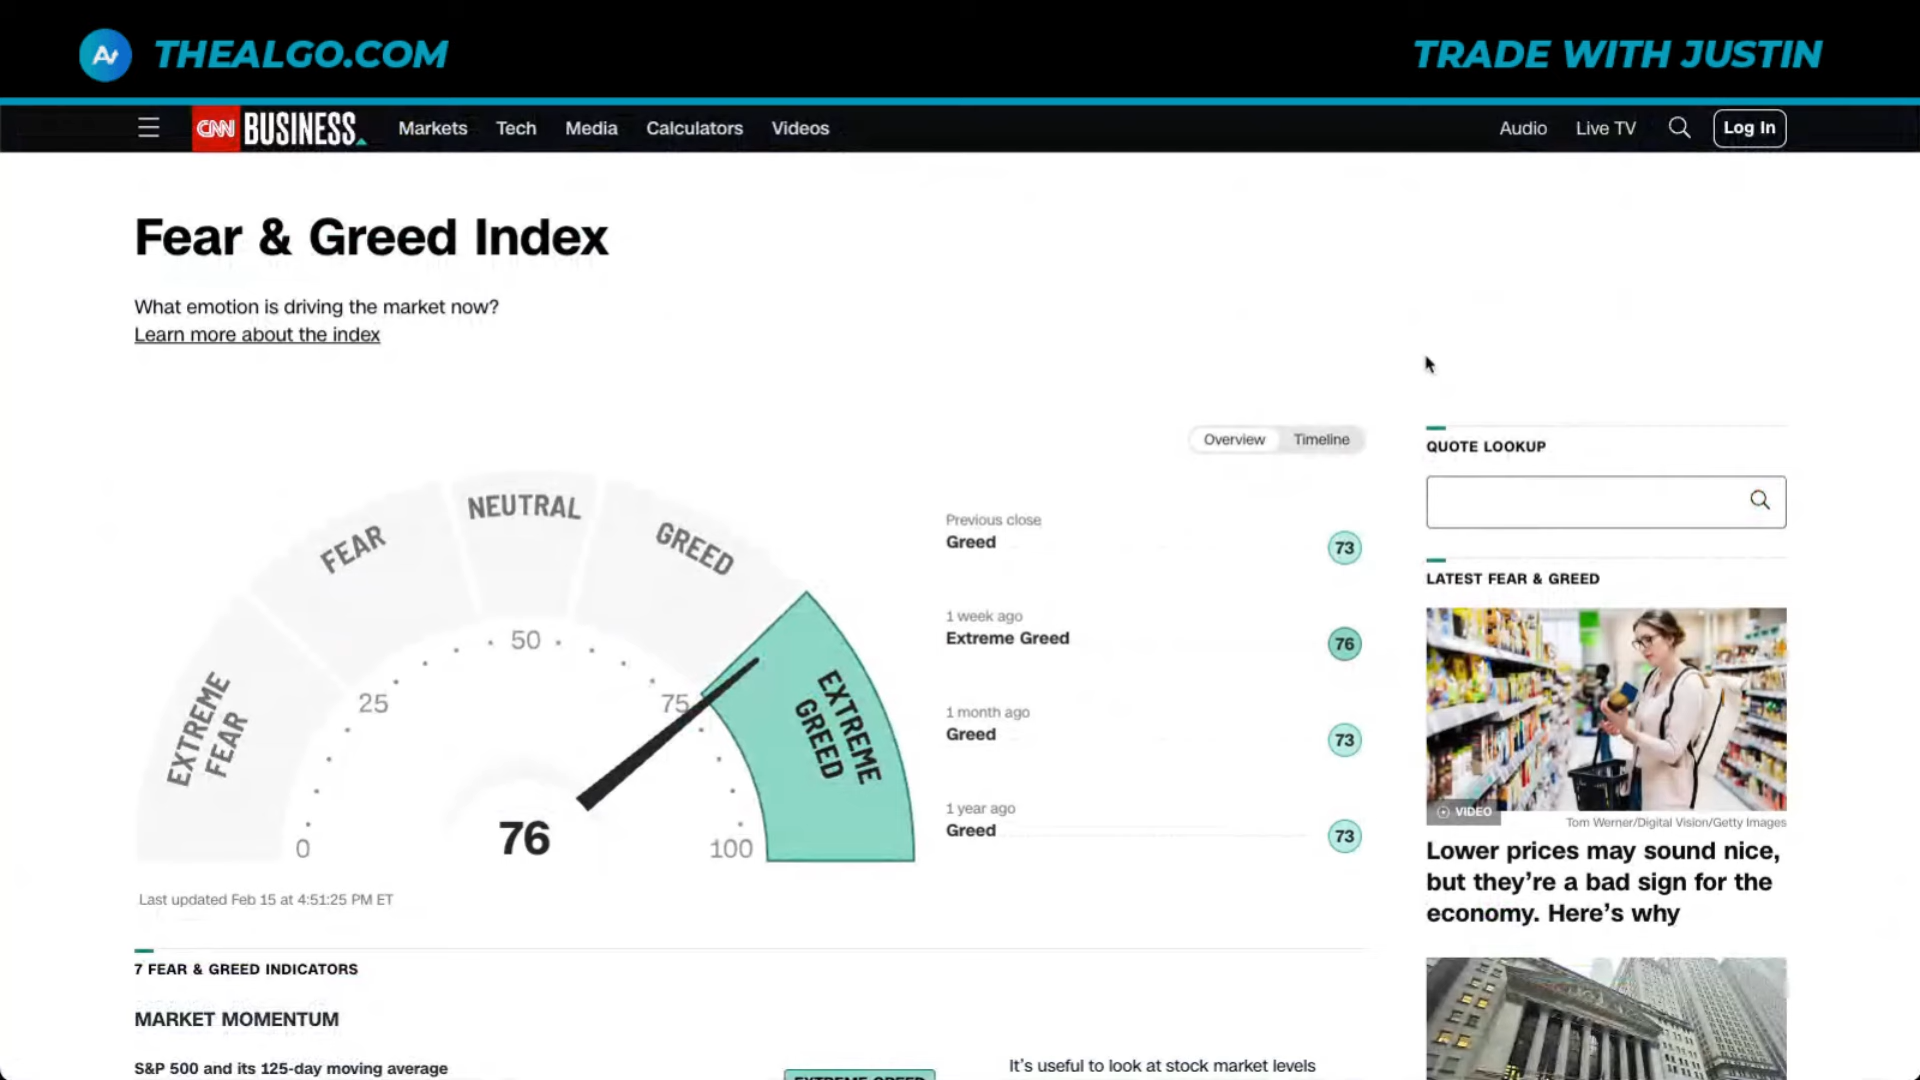 THEALGO.COM
TRADE WITH JUSTIN
CNN BUSINESS
Markets
Tech
Media
Calculators
Videos
Audio
Live TV
Log In
Fear & Greed Index
What emotion is driving the market now?
Learn more about the index
Overview
Timeline
EXTREME
FEAR
FEAR
NEUTRAL
GREED
EXTREME
GREED
0
25
50
75
100
76
Last updated Feb 15 at 4:51:25 PM ET
Previous close
Greed
73
1 week ago
Extreme Greed
76
1 month ago
Greed
73
1 year ago
Greed
73
QUOTE LOOKUP
LATEST FEAR & GREED
VIDEO
Tom Werner/Digital Vision/Getty Images
Lower prices may sound nice,
but they're a bad sign for the
economy. Here's why
7 FEAR & GREED INDICATORS
MARKET MOMENTUM
S&P 500 and its 125-day moving average
EXTREME GREED
It's useful to look at stock market levels